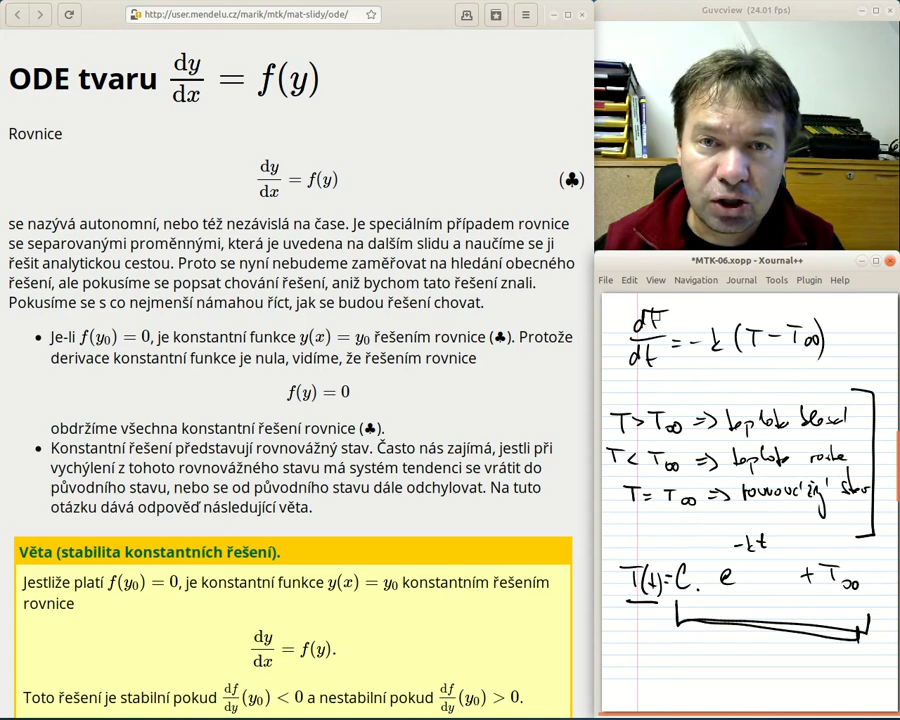 http://user.mendelu.cz/marik/mtk/mat-slidy/ode/
ODE tvaru dy/dx = f(y)
Rovnice
dy/dx = f(y) (♣)
se nazývá autonomní, nebo též nezávislá na čase. Je speciálním případem rovnice
se separovanými proměnnými, která je uvedena na dalším slidu a naučíme se ji
řešit analytickou cestou. Proto se nyní nebudeme zaměřovat na hledání obecného
řešení, ale pokusíme se popsat chování řešení, aniž bychom tato řešení znali.
Pokusíme se s co nejmenší námahou říct, jak se budou řešení chovat.
• Je-li f(y₀) = 0, je konstantní funkce y(x) = y₀ řešením rovnice (♣). Protože
derivace konstantní funkce je nula, vidíme, že řešením rovnice
f(y) = 0
obdržíme všechna konstantní řešení rovnice (♣).
• Konstantní řešení představují rovnovážný stav. Často nás zajímá, jestli při
vychýlení z tohoto rovnovážného stavu má systém tendenci se vrátit do
původního stavu, nebo se od původního stavu dále odchylovat. Na tuto
otázku dává odpověď následující věta.
Věta (stabilita konstantních řešení).
Jestliže platí f(y₀) = 0, je konstantní funkce y(x) = y₀ konstantním řešením
rovnice
dy/dx = f(y).
Toto řešení je stabilní pokud df/dy(y₀) < 0 a nestabilní pokud df/dy(y₀) > 0.
Guvcview (24.01 fps)
*MTK-06.xopp - Xournal++
File Edit View Navigation Journal Tools Plugin Help
dT/dt = -k (T - T∞)
T > T∞ => teplota klesá
T < T∞ => teplota roste
T = T∞ => rovnovážný stav
T(t) = C. e^(-kt) + T∞